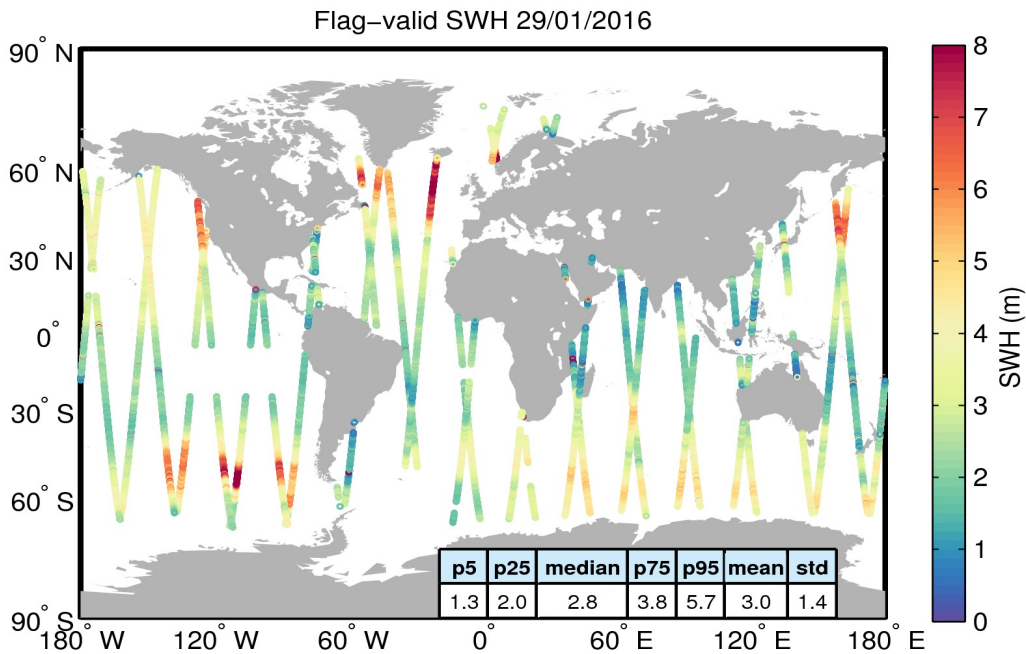 Flag−valid SWH 29/01/2016
90° N
60° N
30° N
0°
30° S
60° S
90° S
180° W
120° W
60° W
0°
60° E
120° E
180° E
p5 p25 median p75 p95 mean std
1.3 2.0 2.8 3.8 5.7 3.0 1.4
8
7
6
5
4
3
2
1
0
SWH (m)